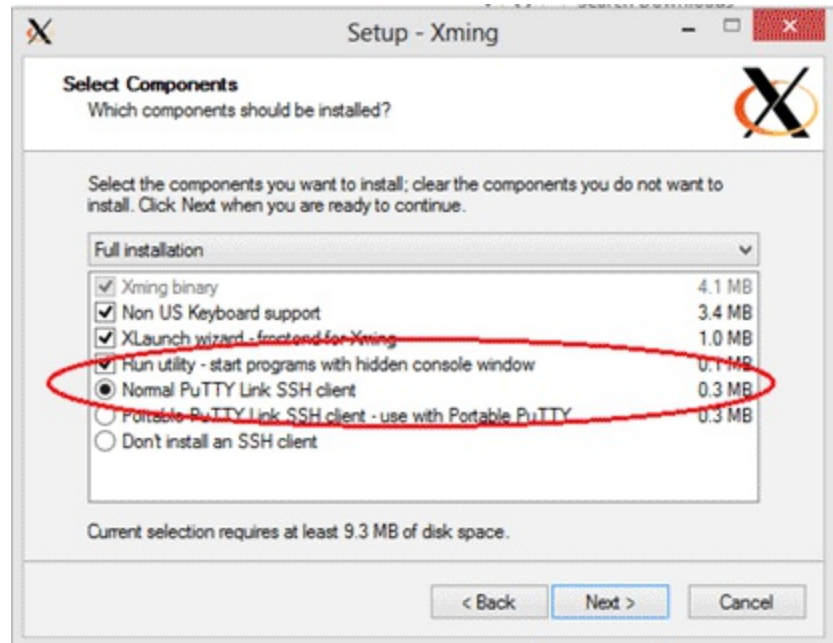 Setup - Xming
Select Components
Which components should be installed?
Select the components you want to install; clear the components you do not want to
install. Click Next when you are ready to continue.
Full installation
Xming binary 4.1 MB
Non US Keyboard support 3.4 MB
XLaunch wizard - frontend for Xming 1.0 MB
Run utility - start programs with hidden console window 0.1 MB
Normal PuTTY Link SSH client 0.3 MB
Portable PuTTY Link SSH client - use with Portable PuTTY 0.3 MB
Don't install an SSH client
Current selection requires at least 9.3 MB of disk space.
< Back Next > Cancel